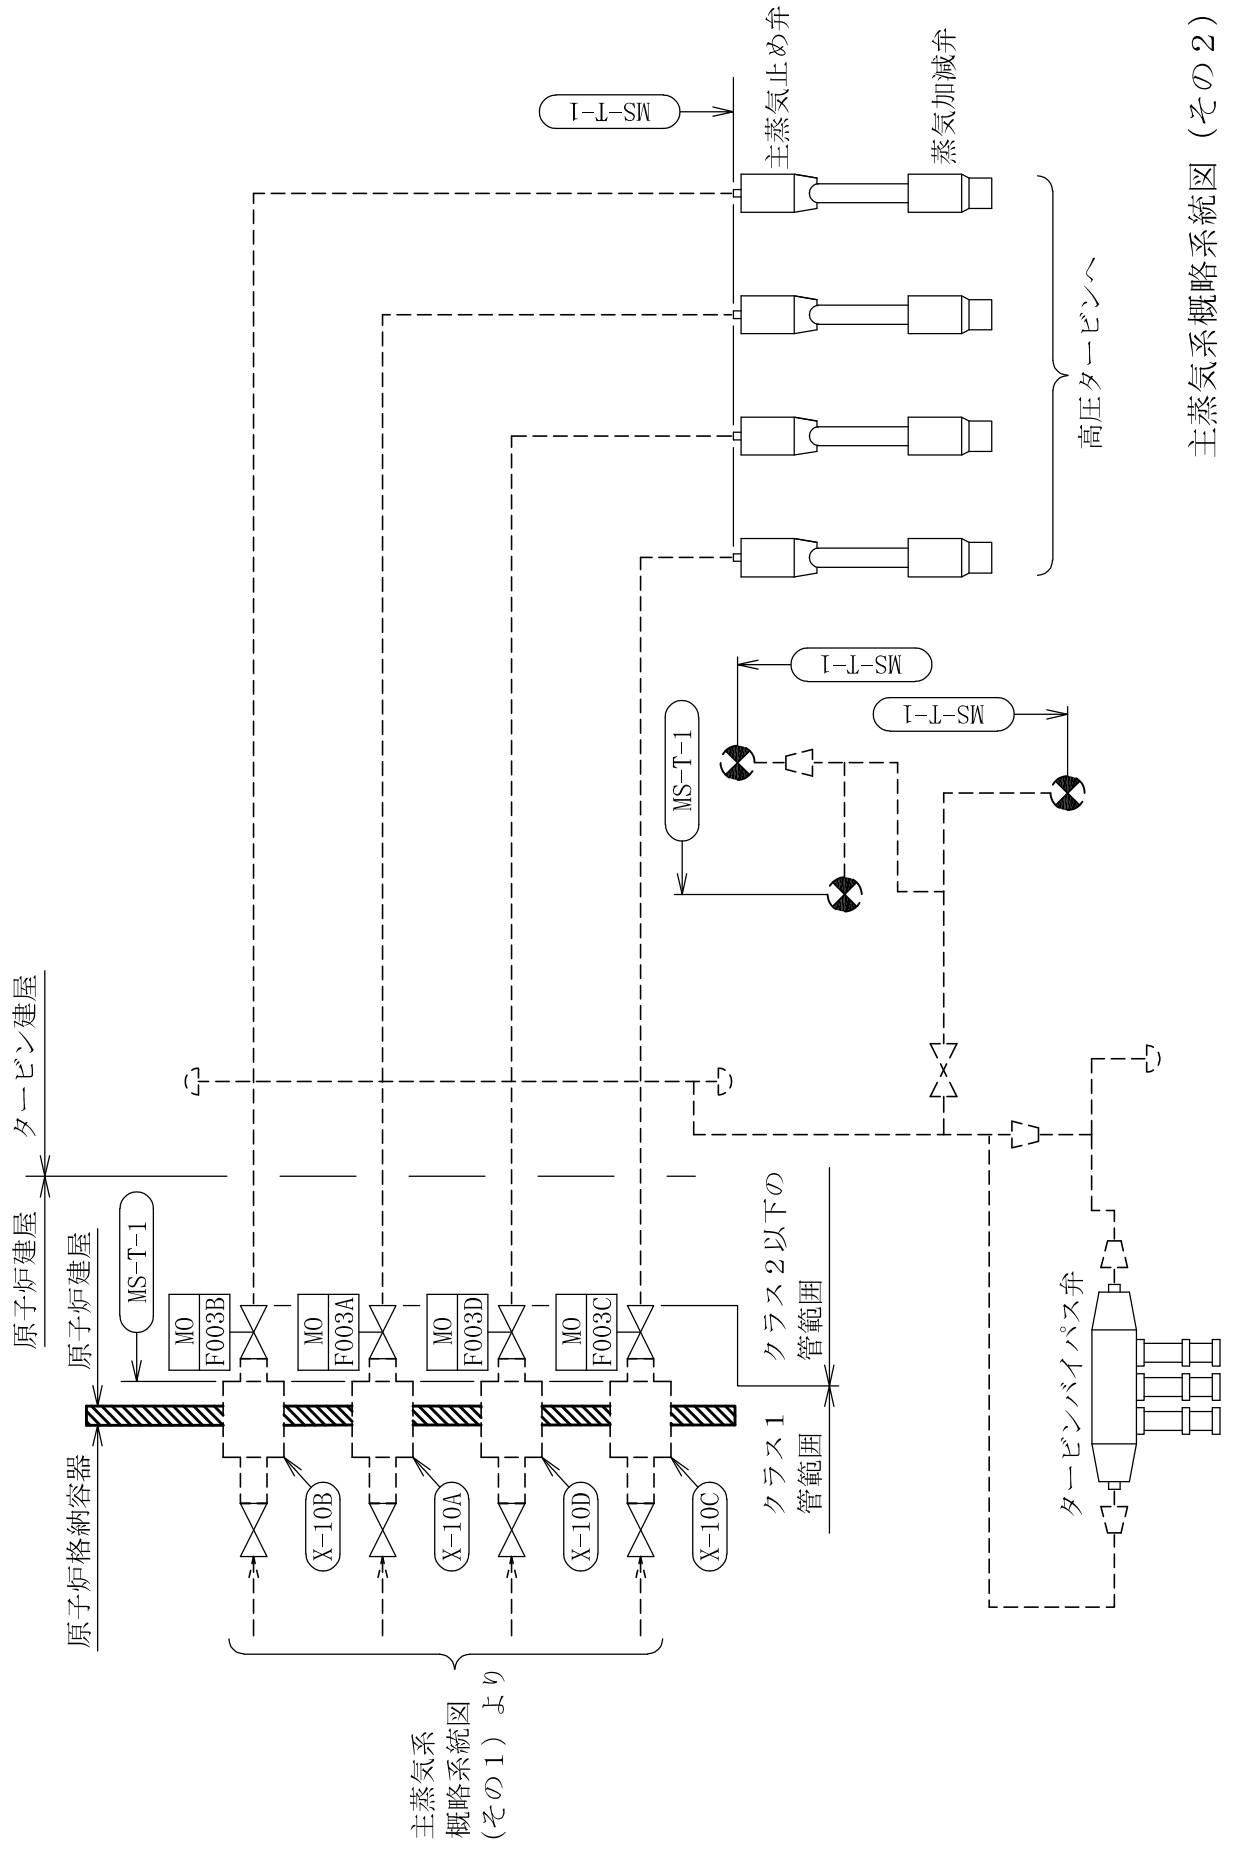 原子炉建屋
タービン建屋
原子炉格納容器
原子炉建屋
MS-T-1
主蒸気系
概略系統図
(その1) より
MO
F003B
X-10B
MO
F003A
X-10A
MO
F003D
X-10D
MO
F003C
X-10C
クラス1
管範囲
クラス2以下の
管範囲
MS-T-1
MS-T-1
MS-T-1
MS-T-1
主蒸気止め弁
蒸気加減弁
高圧タービンへ
タービンバイパス弁
主蒸気系概略系統図 (その2)